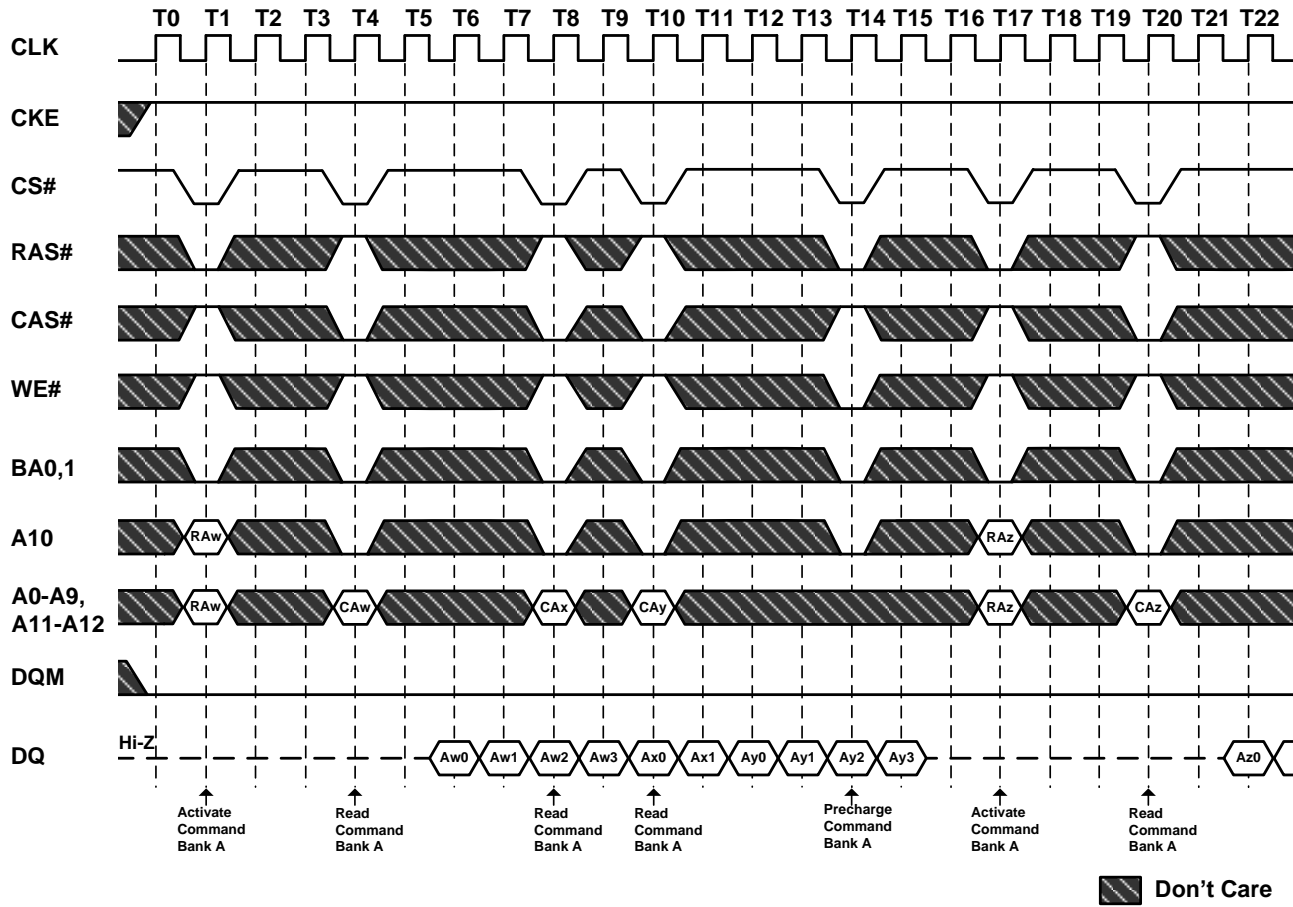 T0 T1 T2 T3 T4 T5 T6 T7 T8 T9 T10 T11 T12 T13 T14 T15 T16 T17 T18 T19 T20 T21 T22
CLK
CKE
CS#
RAS#
CAS#
WE#
BA0,1
A10
RAw RAz
A0-A9,
A11-A12
RAw CAw CAx CAy RAz CAz
DQM
DQ
Hi-Z
Aw0 Aw1 Aw2 Aw3 Ax0 Ax1 Ay0 Ay1 Ay2 Ay3 Az0
Activate
Command
Bank A
Read
Command
Bank A
Read
Command
Bank A
Read
Command
Bank A
Precharge
Command
Bank A
Activate
Command
Bank A
Read
Command
Bank A
Don't Care